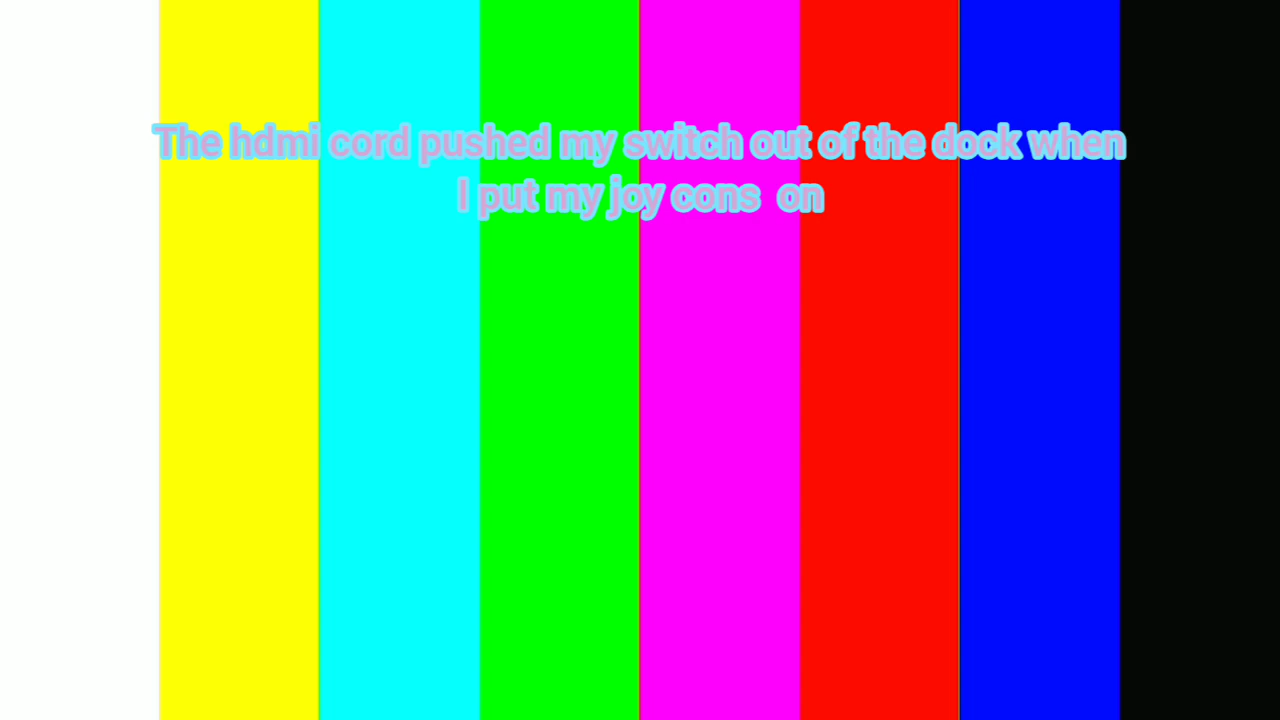 The hdmi cord pushed my switch out of the dock when
I put my joy cons  on